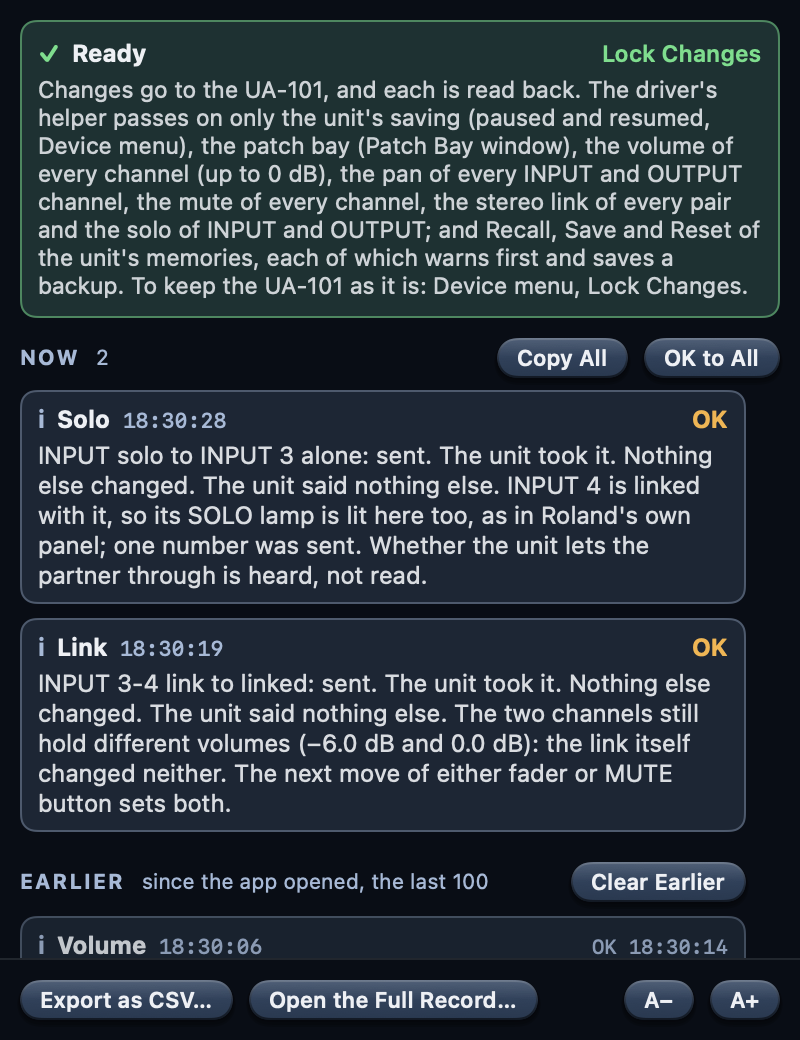 ✓ Ready Lock Changes
Changes go to the UA-101, and each is read back. The driver's
helper passes on only the unit's saving (paused and resumed,
Device menu), the patch bay (Patch Bay window), the volume of
every channel (up to 0 dB), the pan of every INPUT and OUTPUT
channel, the mute of every channel, the stereo link of every pair
and the solo of INPUT and OUTPUT; and Recall, Save and Reset of
the unit's memories, each of which warns first and saves a
backup. To keep the UA-101 as it is: Device menu, Lock Changes.
NOW 2 Copy All OK to All
i Solo 18:30:28 OK
INPUT solo to INPUT 3 alone: sent. The unit took it. Nothing
else changed. The unit said nothing else. INPUT 4 is linked
with it, so its SOLO lamp is lit here too, as in Roland's own
panel; one number was sent. Whether the unit lets the
partner through is heard, not read.
i Link 18:30:19 OK
INPUT 3-4 link to linked: sent. The unit took it. Nothing else
changed. The unit said nothing else. The two channels still
hold different volumes (−6.0 dB and 0.0 dB): the link itself
changed neither. The next move of either fader or MUTE
button sets both.
EARLIER since the app opened, the last 100 Clear Earlier
i Volume 18:30:06 OK 18:30:14
Export as CSV... Open the Full Record... A− A+